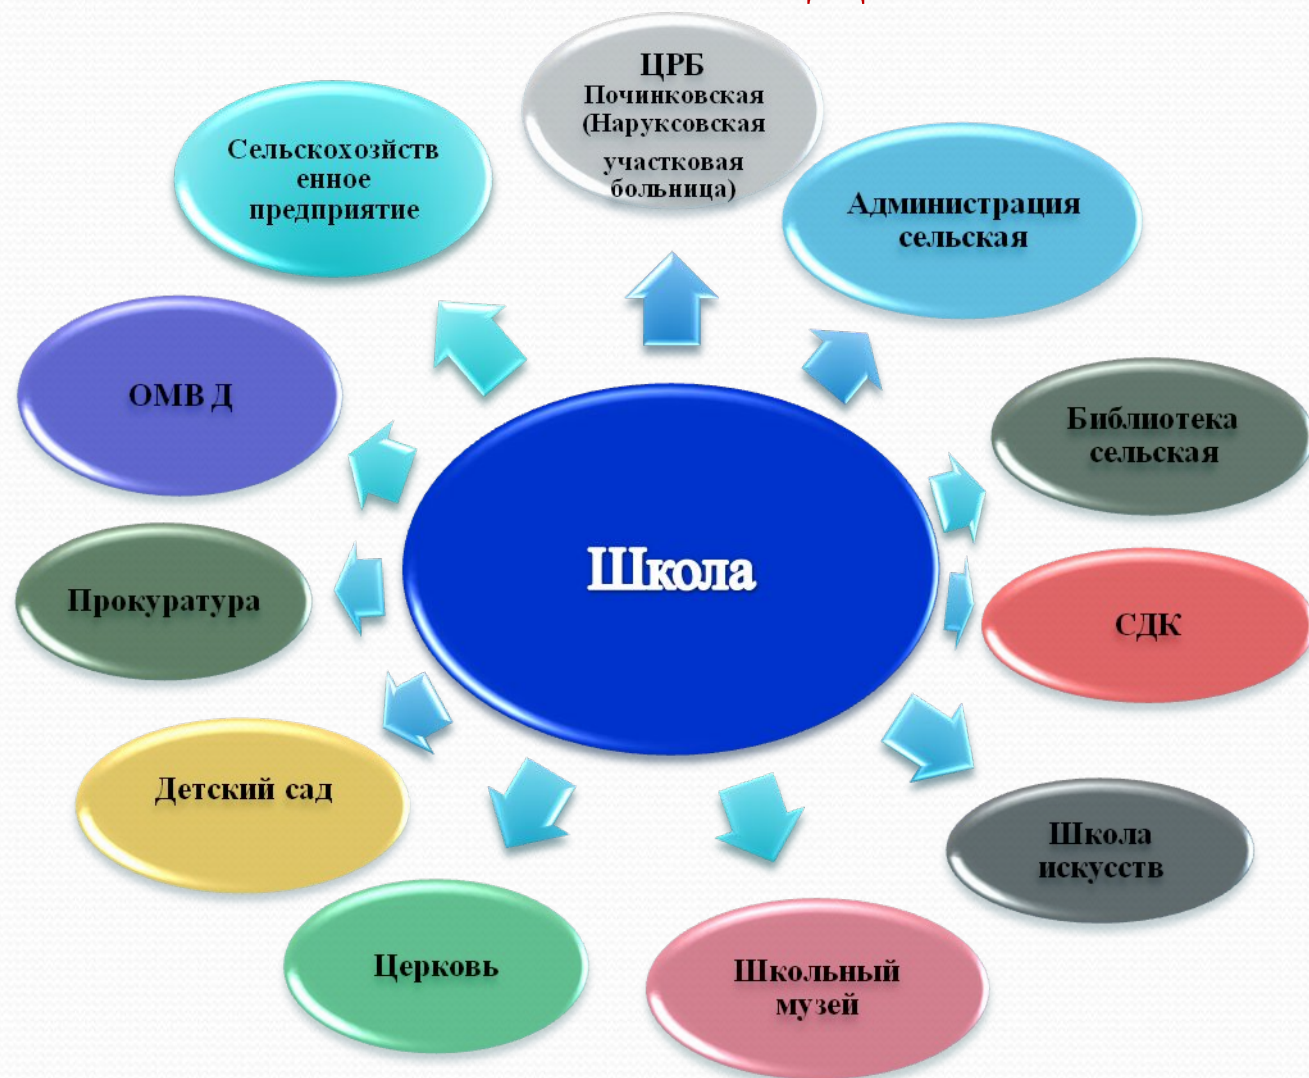 ЦРБ
Починковская
(Наруксовская
участковая
больница)
Администрация
сельская
Библиотека
сельская
СДК
Школа
искусств
Школьный
музей
Церковь
Детский сад
Прокуратура
ОМВ Д
Сельскохозйств
енное
предприятие
Школа